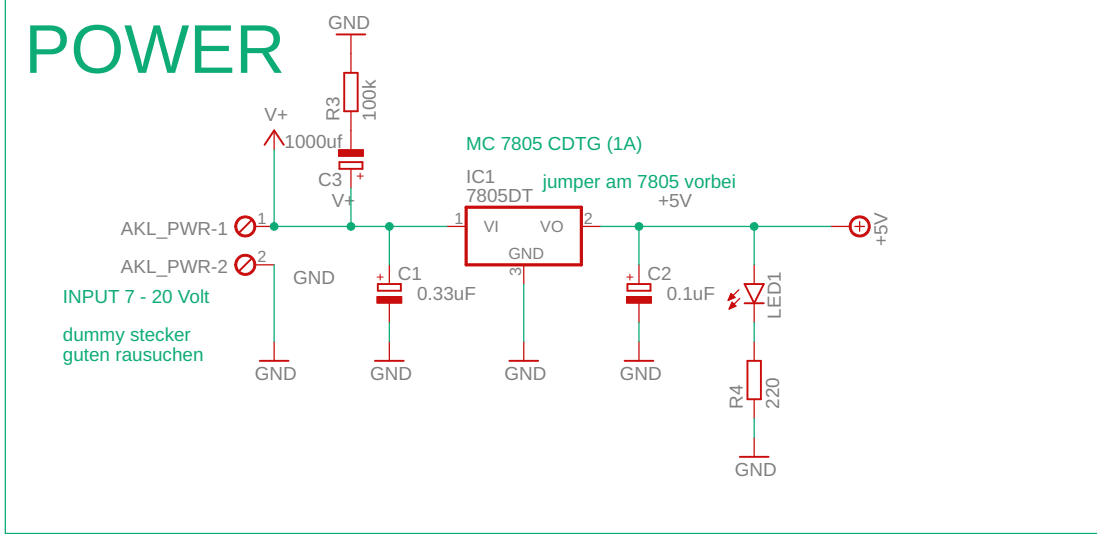 POWER
GND
R3
100k
V+
1000uf
C3
V+
MC 7805 CDTG (1A)
IC1
7805DT
jumper am 7805 vorbei
+5V
AKL_PWR-1
1
1
VI
VO
2
+5V
AKL_PWR-2
2
GND
GND
3
C1
0.33uF
C2
0.1uF
LED1
INPUT 7 - 20 Volt
dummy stecker
guten rausuchen
GND
GND
GND
GND
R4
220
GND